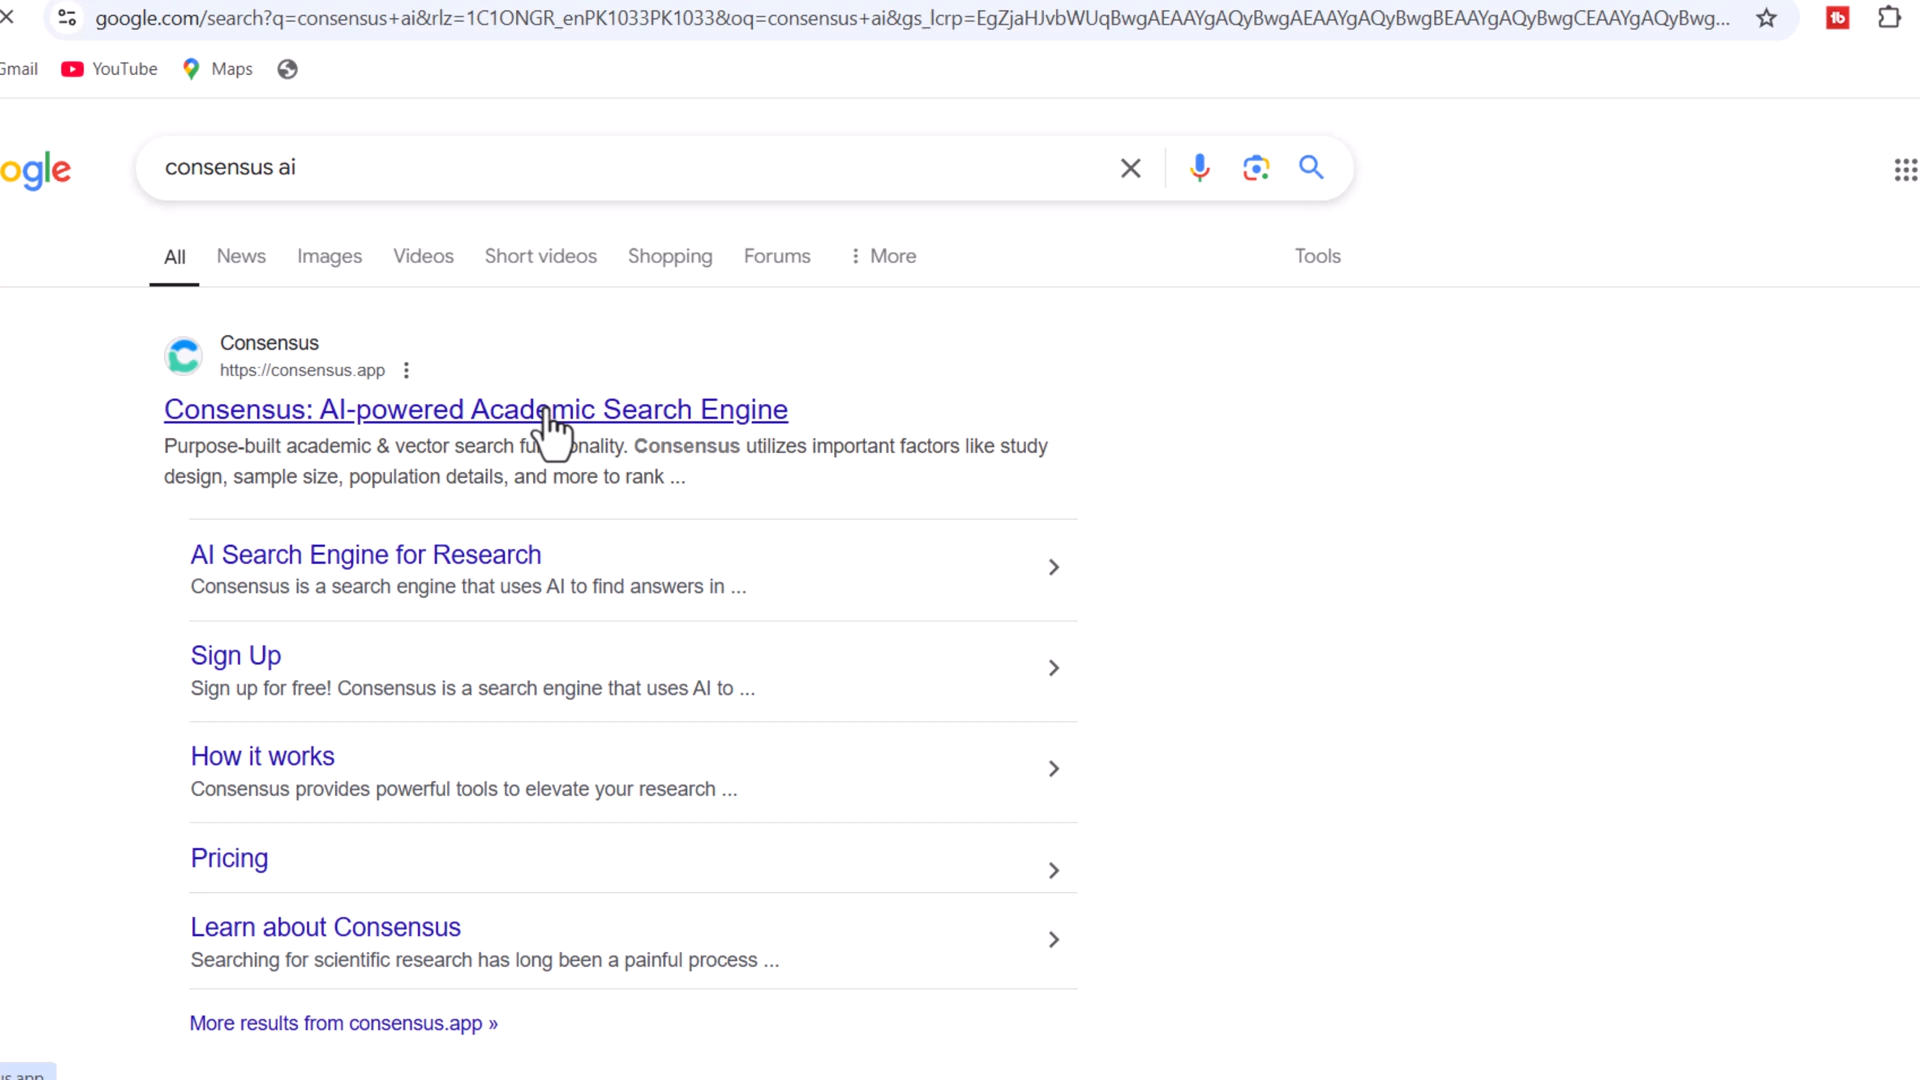 google.com/search?q=consensus+ai&rlz=1C1ONGR_enPK1033PK1033&oq=consensus+ai&gs_lcrp=EgZjaHJvbWUqBwgAEAAYgAQyBwgAEAAYgAQyBwgBEAAYgAQyBwgCEAAYgAQyBwg...
Gmail YouTube Maps
ogle
consensus ai
All News Images Videos Short videos Shopping Forums More Tools
Consensus
https://consensus.app
Consensus: AI-powered Academic Search Engine
Purpose-built academic & vector search functionality. Consensus utilizes important factors like study
design, sample size, population details, and more to rank ...
AI Search Engine for Research
Consensus is a search engine that uses AI to find answers in ...
Sign Up
Sign up for free! Consensus is a search engine that uses AI to ...
How it works
Consensus provides powerful tools to elevate your research ...
Pricing
Learn about Consensus
Searching for scientific research has long been a painful process ...
More results from consensus.app »